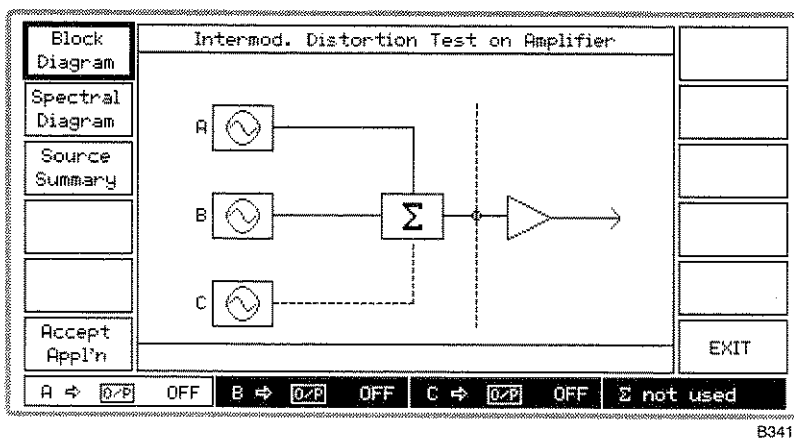 Block
Diagram
Spectral
Diagram
Source
Summary
Accept
Appl'n
Intermod. Distortion Test on Amplifier
A
B
C
Σ
EXIT
A ⇨ O/P OFF B ⇨ O/P OFF C ⇨ O/P OFF Σ not used
B341